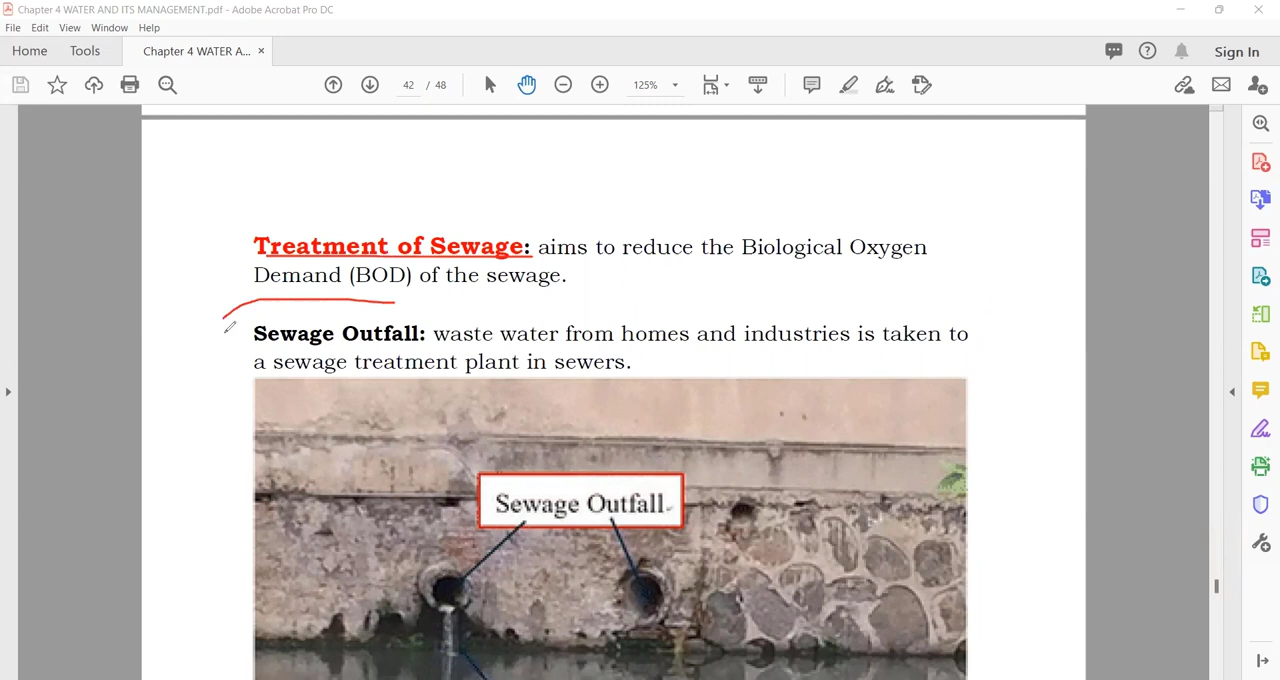 Chapter 4 WATER AND ITS MANAGEMENT.pdf - Adobe Acrobat Pro DC
File Edit View Window Help
Home Tools Chapter 4 WATER A... × Sign In
42 / 48 125%
Treatment of Sewage: aims to reduce the Biological Oxygen
Demand (BOD) of the sewage.
Sewage Outfall: waste water from homes and industries is taken to
a sewage treatment plant in sewers.
Sewage Outfall